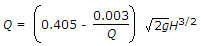 Q = (0.405 - 0.003/Q) √2gH^3/2